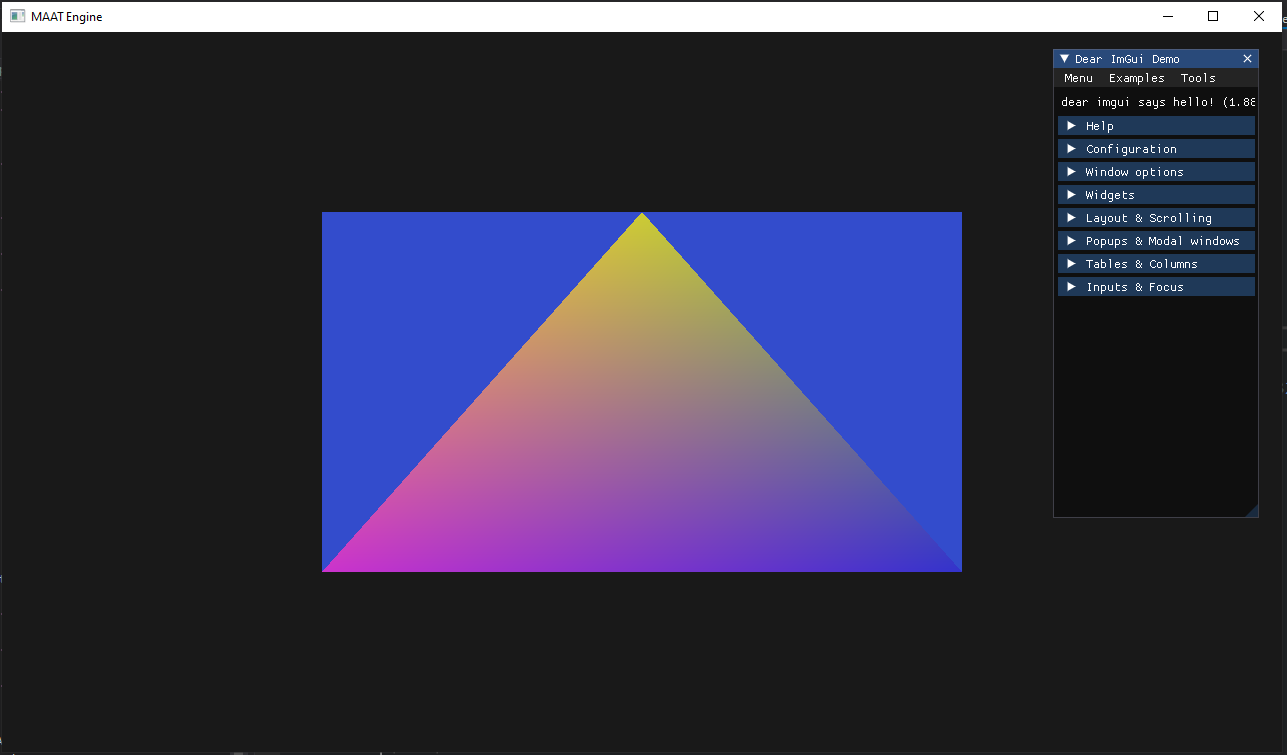 MAAT Engine
Dear ImGui Demo
Menu Examples Tools
dear imgui says hello! (1.88
Help
Configuration
Window options
Widgets
Layout & Scrolling
Popups & Modal windows
Tables & Columns
Inputs & Focus